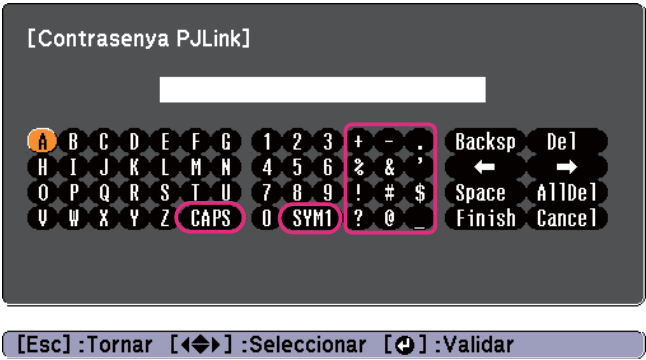 [Contrasenya PJLink]
A B C D E F G 1 2 3 + - . Backsp Del
H I J K L M N 4 5 6 % & ' ← →
O P Q R S T U 7 8 9 ! # $ Space AllDel
V W X Y Z CAPS 0 SYM1 ? @ _ Finish Cancel
[Esc] :Tornar [◀◆▶] :Seleccionar [↵] :Validar